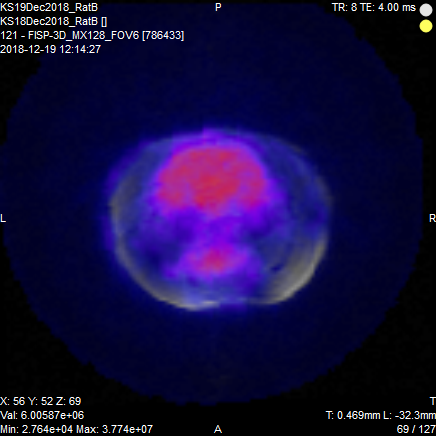 KS19Dec2018_RatB
P
TR: 8 TE: 4.00 ms
KS18Dec2018_RatB []
121 - FISP-3D_MX128_FOV6 [786433]
2018-12-19 12:14:27
L
R
X: 56 Y: 52 Z: 69
T
Val: 6.00587e+06
T: 0.469mm L: -32.3mm
Min: 2.764e+04 Max: 3.774e+07
A
69 / 127